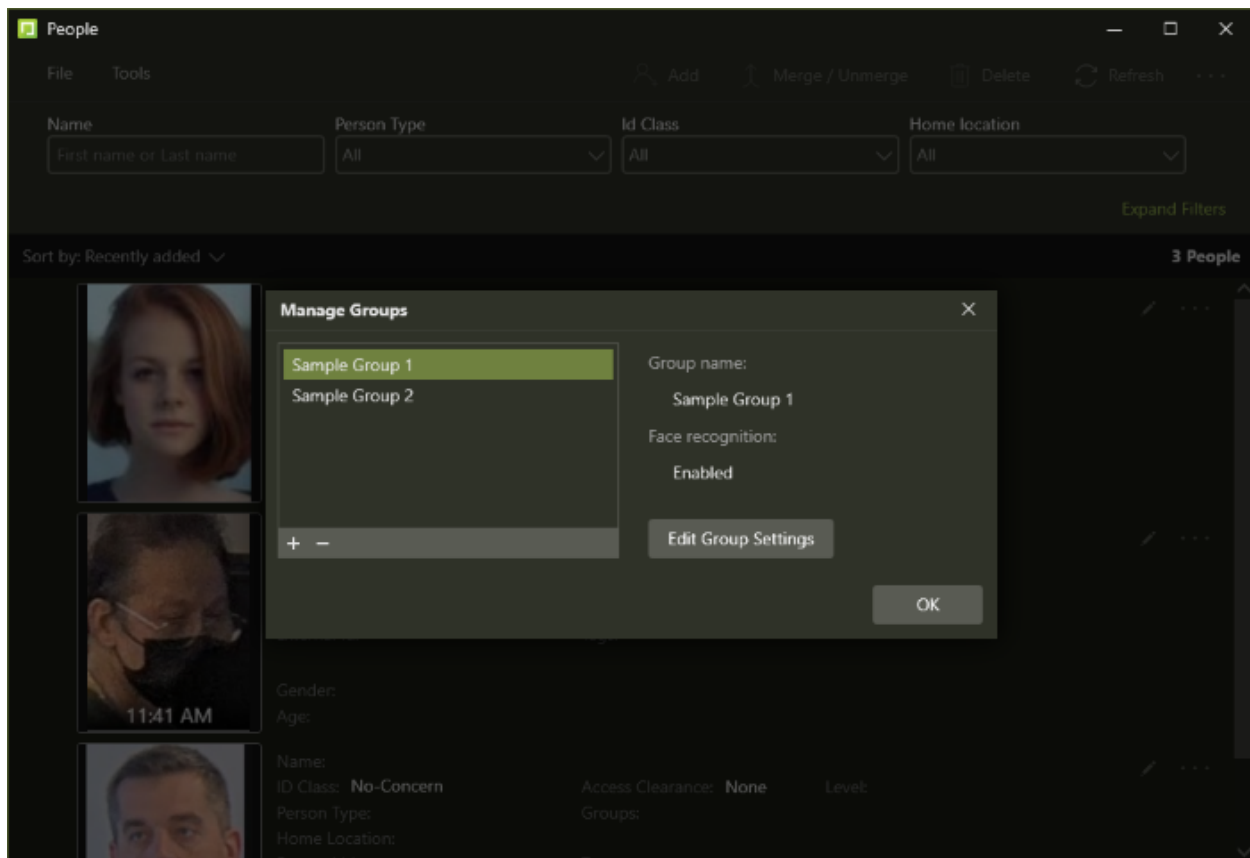 People
File Tools Add Merge / Unmerge Delete Refresh
Name Person Type Id Class Home location
First name or Last name All All All
Expand Filters
Sort by: Recently added 3 People
Manage Groups
Sample Group 1 Group name:
Sample Group 2 Sample Group 1
Face recognition:
Enabled
+ − Edit Group Settings
OK
Gender:
11:41 AM Age:
Name:
ID Class: No-Concern Access Clearance: None Level:
Person Type: Groups:
Home Location: